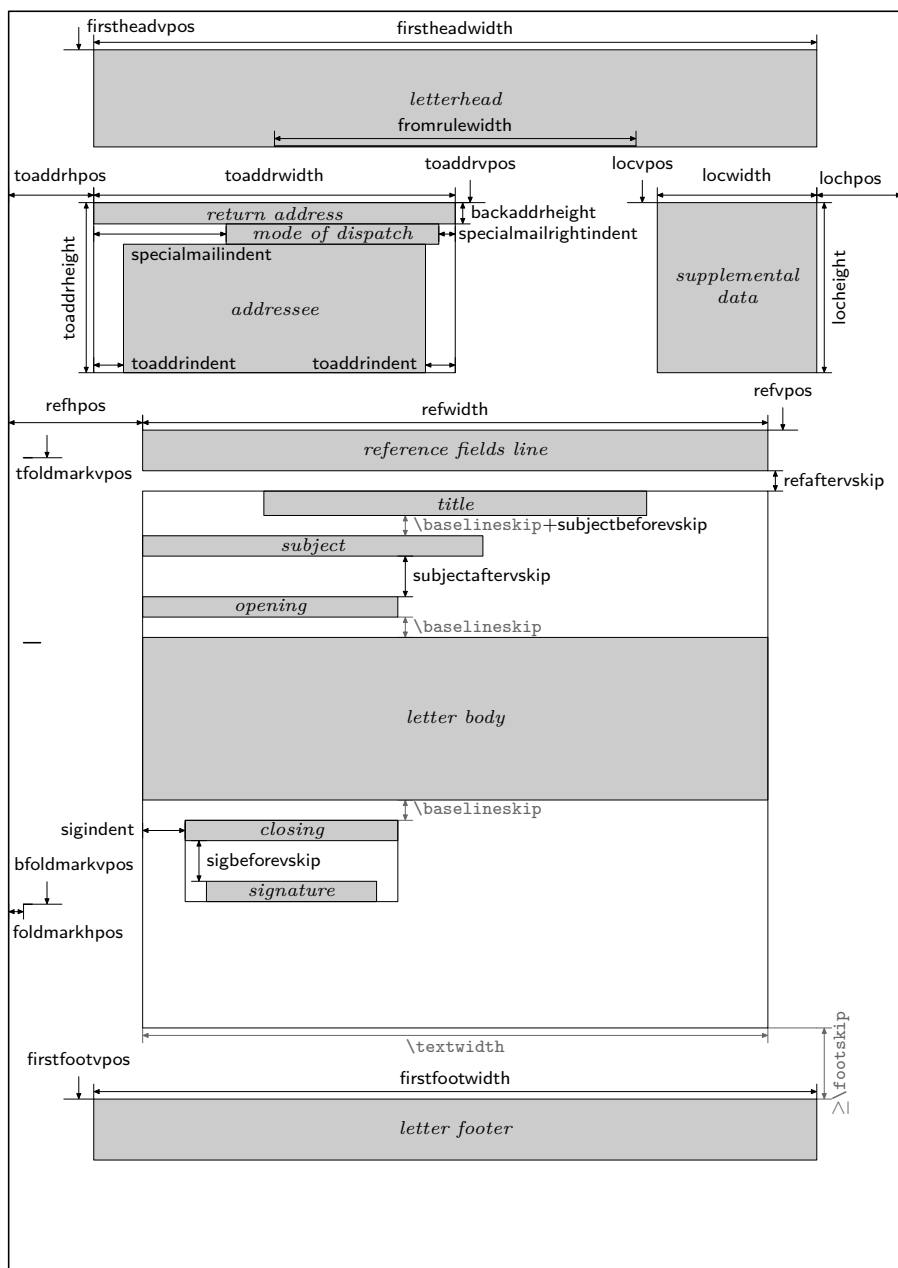 firstheadvpos firstheadwidth
letterhead
fromrulewidth
toaddrvpos locvpos
toaddrhpos toaddrwidth locwidth lochpos
return address backaddrheight
mode of dispatch specialmailrightindent
specialmailindent
toaddrheight addressee supplemental data locheight
toaddrindent toaddrindent
refvpos
refhpos refwidth
reference fields line
tfoldmarkvpos refaftervskip
title
\baselineskip+subjectbeforevskip
subject
subjectaftervskip
opening
\baselineskip
letter body
\baselineskip
sigindent closing
bfoldmarkvpos sigbeforevskip
signature
foldmarkhpos
\textwidth
≥\footskip
firstfootvpos firstfootwidth
letter footer